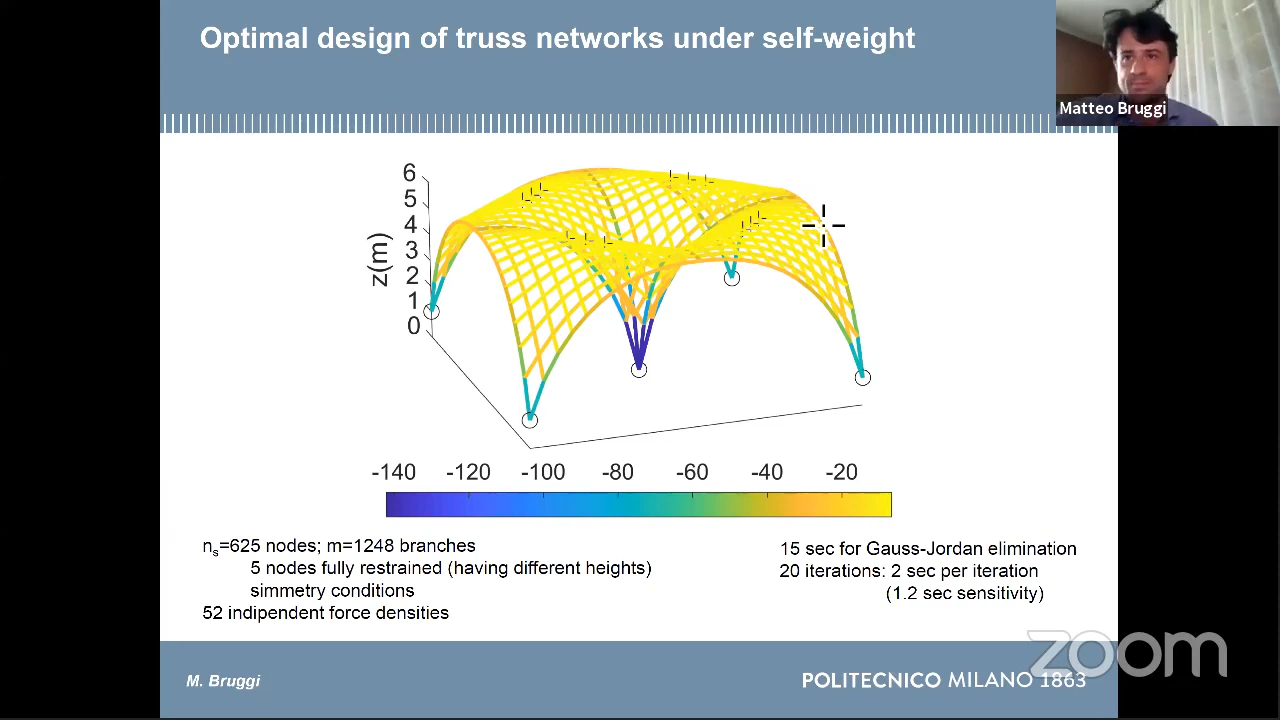 Optimal design of truss networks under self-weight
Matteo Bruggi
6
5
4
3
2
1
0
z(m)
-140 -120 -100 -80 -60 -40 -20
ns=625 nodes; m=1248 branches
5 nodes fully restrained (having different heights)
simmetry conditions
52 indipendent force densities
15 sec for Gauss-Jordan elimination
20 iterations: 2 sec per iteration
(1.2 sec sensitivity)
zoom
M. Bruggi
POLITECNICO MILANO 1863